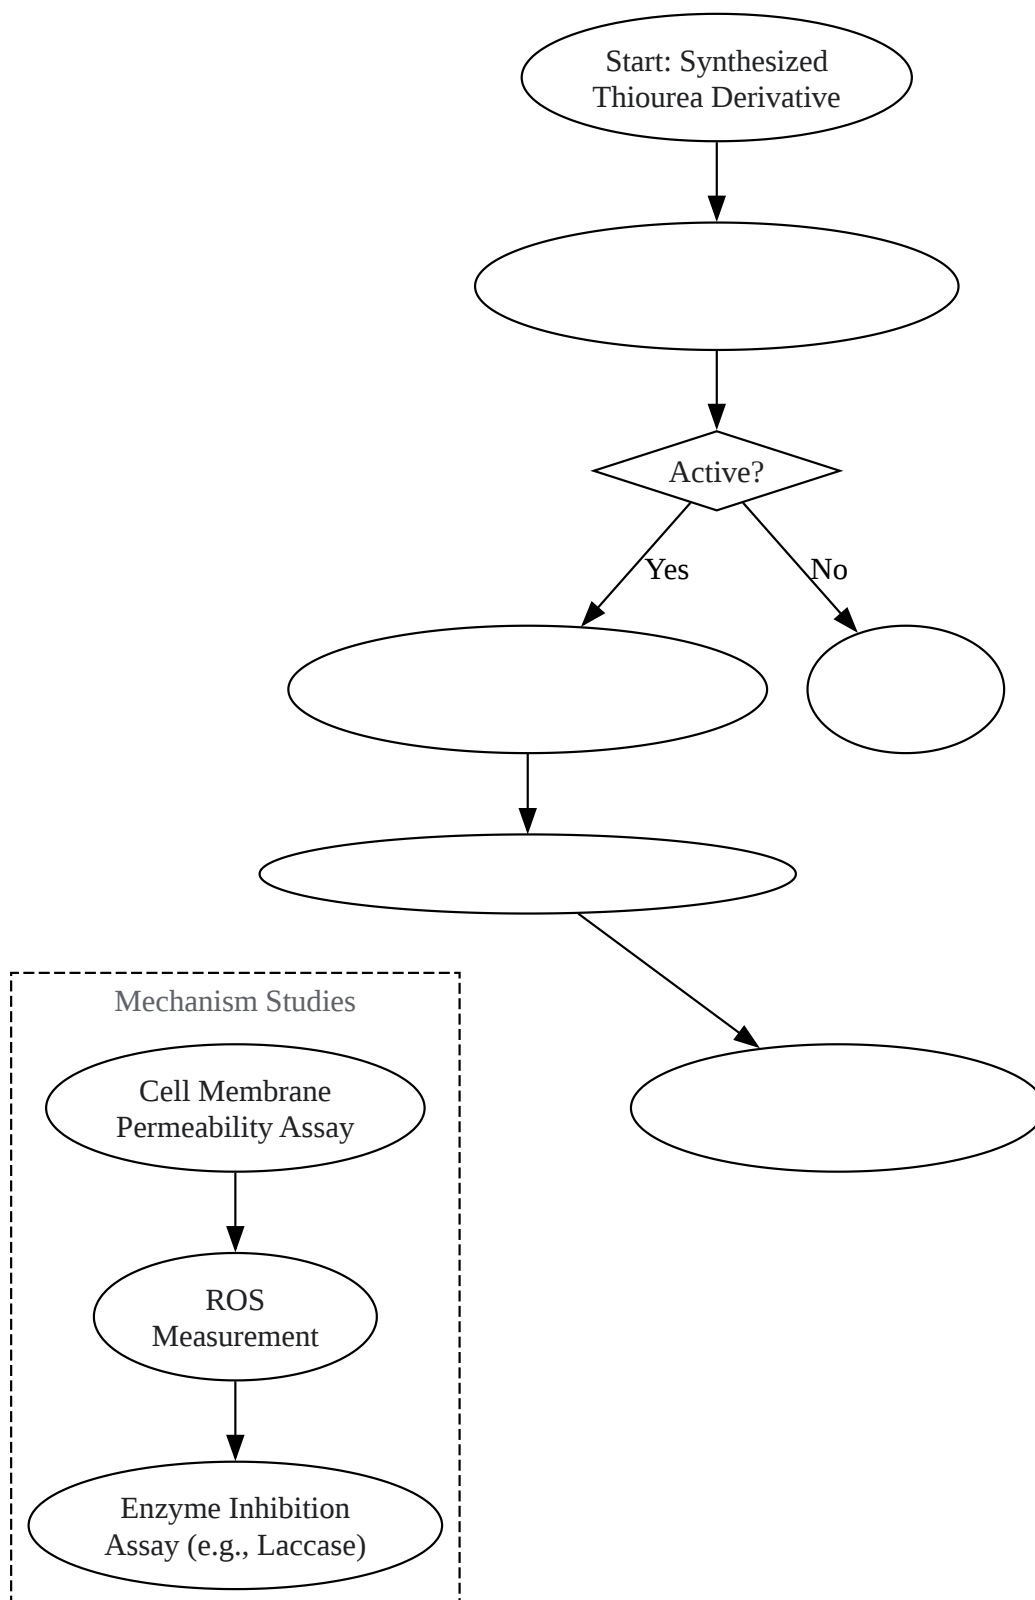 Start: Synthesized
Thiourea Derivative
Active?
Yes
No
Mechanism Studies
Cell Membrane
Permeability Assay
ROS
Measurement
Enzyme Inhibition
Assay (e.g., Laccase)